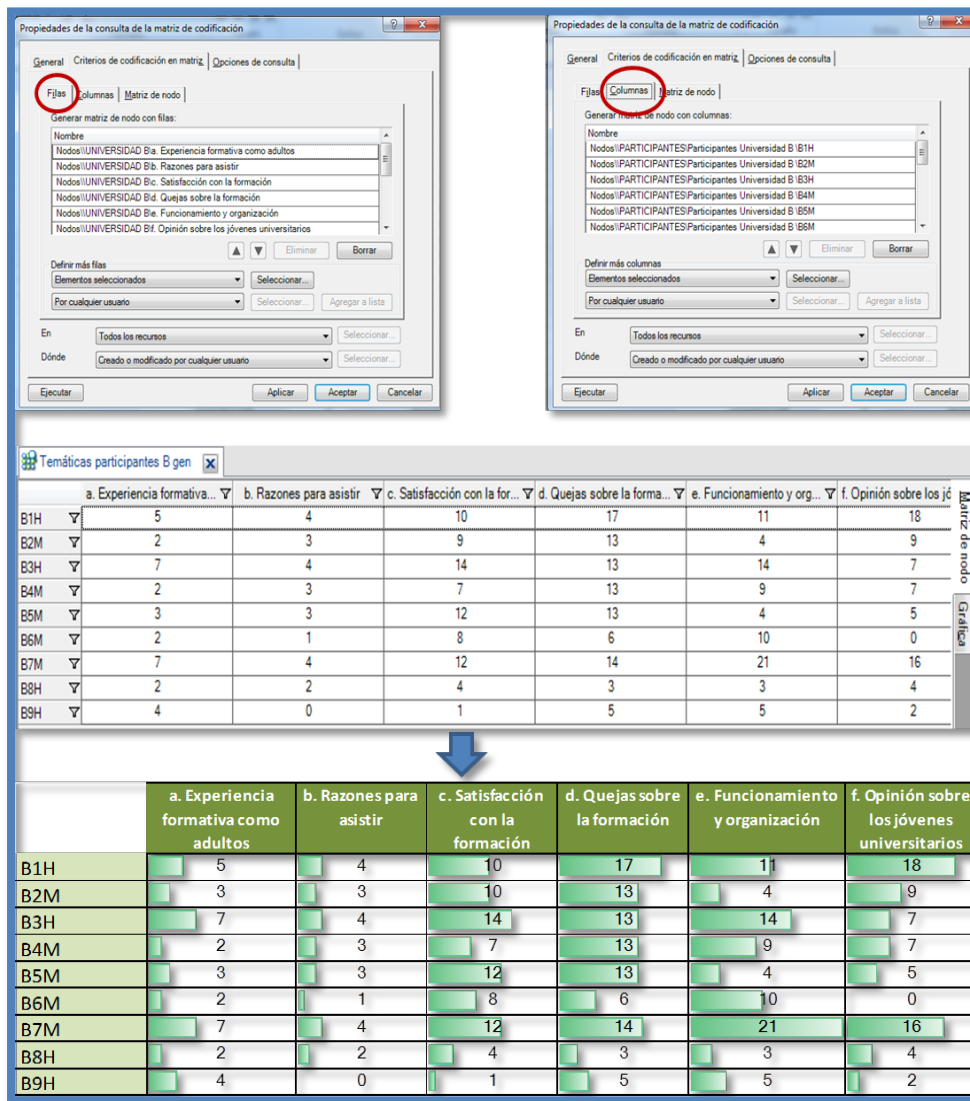 Propiedades de la consulta de la matriz de codificación
General Criterios de codificación en matriz Opciones de consulta
Filas Columnas Matriz de nodo
Generar matriz de nodo con filas:
Nombre
Nodos\\UNIVERSIDAD B\a. Experiencia formativa como adultos
Nodos\\UNIVERSIDAD B\b. Razones para asistir
Nodos\\UNIVERSIDAD B\c. Satisfacción con la formación
Nodos\\UNIVERSIDAD B\d. Quejas sobre la formación
Nodos\\UNIVERSIDAD B\e. Funcionamiento y organización
Nodos\\UNIVERSIDAD B\f. Opinión sobre los jóvenes universitarios
Eliminar Borrar
Definir más filas
Elementos seleccionados Seleccionar...
Por cualquier usuario Seleccionar... Agregar a lista
En Todos los recursos Seleccionar...
Dónde Creado o modificado por cualquier usuario Seleccionar...
Ejecutar Aplicar Aceptar Cancelar
Propiedades de la consulta de la matriz de codificación
General Criterios de codificación en matriz Opciones de consulta
Filas Columnas Matriz de nodo
Generar matriz de nodo con columnas:
Nombre
Nodos\\PARTICIPANTES\Participantes Universidad B \B1H
Nodos\\PARTICIPANTES\Participantes Universidad B \B2M
Nodos\\PARTICIPANTES\Participantes Universidad B \B3H
Nodos\\PARTICIPANTES\Participantes Universidad B \B4M
Nodos\\PARTICIPANTES\Participantes Universidad B \B5M
Nodos\\PARTICIPANTES\Participantes Universidad B \B6M
Eliminar Borrar
Definir más columnas
Elementos seleccionados Seleccionar...
Por cualquier usuario Seleccionar... Agregar a lista
En Todos los recursos Seleccionar...
Dónde Creado o modificado por cualquier usuario Seleccionar...
Ejecutar Aplicar Aceptar Cancelar
Temáticas participantes B gen
a. Experiencia formativa... b. Razones para asistir c. Satisfacción con la for... d. Quejas sobre la forma... e. Funcionamiento y org... f. Opinión sobre los jó
B1H 5 4 10 17 11 18
B2M 2 3 9 13 4 9
B3H 7 4 14 13 14 7
B4M 2 3 7 13 9 7
B5M 3 3 12 13 4 5
B6M 2 1 8 6 10 0
B7M 7 4 12 14 21 16
B8H 2 2 4 3 3 4
B9H 4 0 1 5 5 2
Matriz de nodo
Gráfica
a. Experiencia b. Razones para c. Satisfacción d. Quejas sobre e. Funcionamiento f. Opinión sobre
formativa como asistir con la la formación y organización los jóvenes
adultos formación universitarios
B1H 5 4 10 17 11 18
B2M 3 3 10 13 4 9
B3H 7 4 14 13 14 7
B4M 2 3 7 13 9 7
B5M 3 3 12 13 4 5
B6M 2 1 8 6 10 0
B7M 7 4 12 14 21 16
B8H 2 2 4 3 3 4
B9H 4 0 1 5 5 2